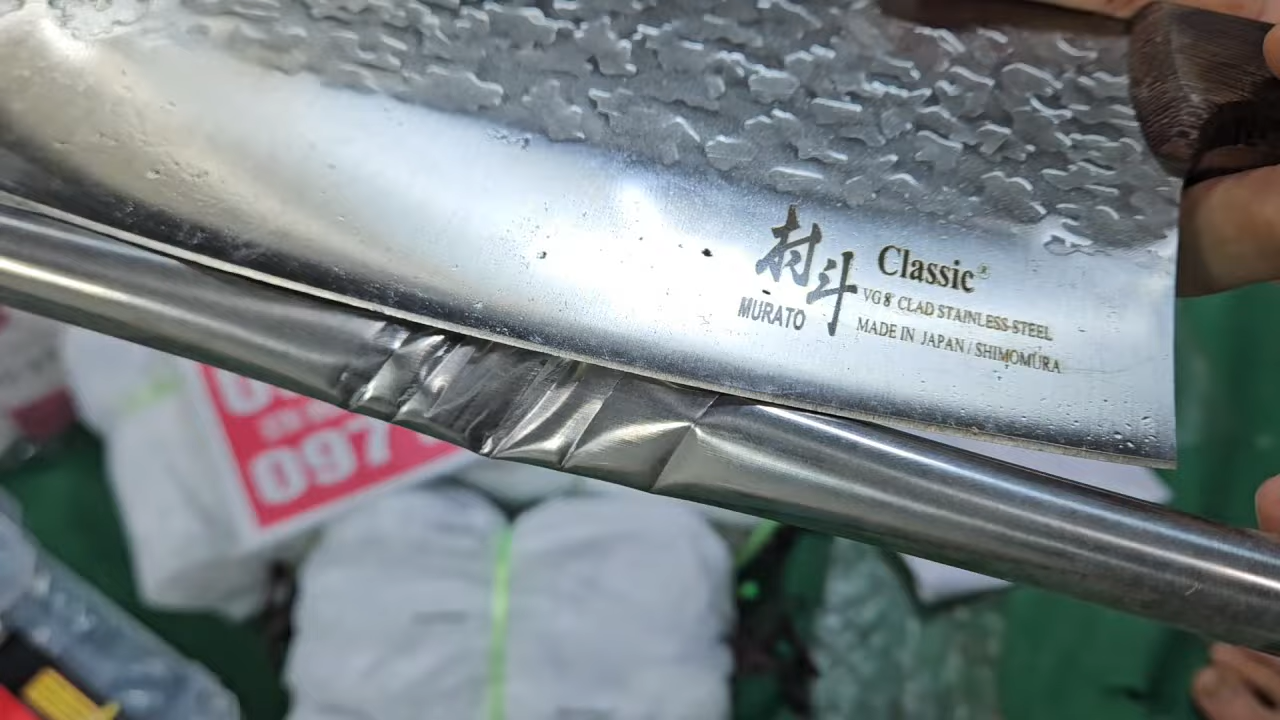 村斗
MURATO
Classic®
VG8 CLAD STAINLESS STEEL
MADE IN JAPAN / SHIMOMURA
097